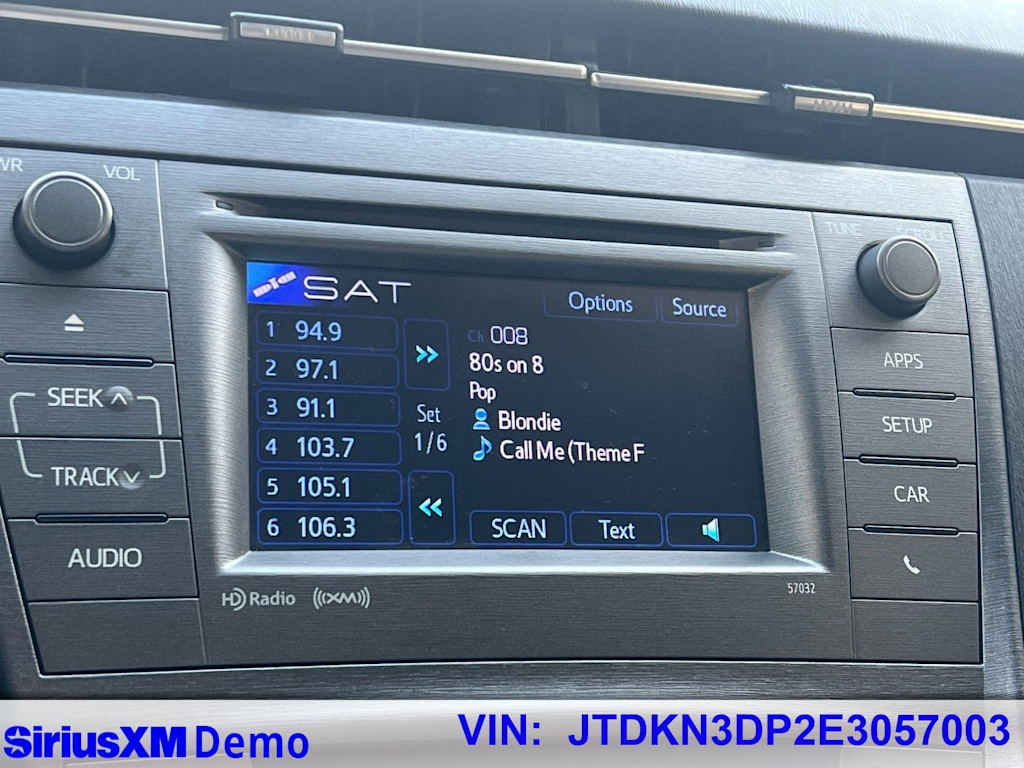 WR VOL
TUNE SCROLL
SAT
Options Source
1 94.9
2 97.1
3 91.1
4 103.7
5 105.1
6 106.3
Set
1/6
Ch 008
80s on 8
Pop
Blondie
Call Me (Theme F
SCAN Text
SEEK
TRACK
AUDIO
APPS
SETUP
CAR
HD Radio ((XM))
57032
SiriusXM Demo
VIN: JTDKN3DP2E3057003